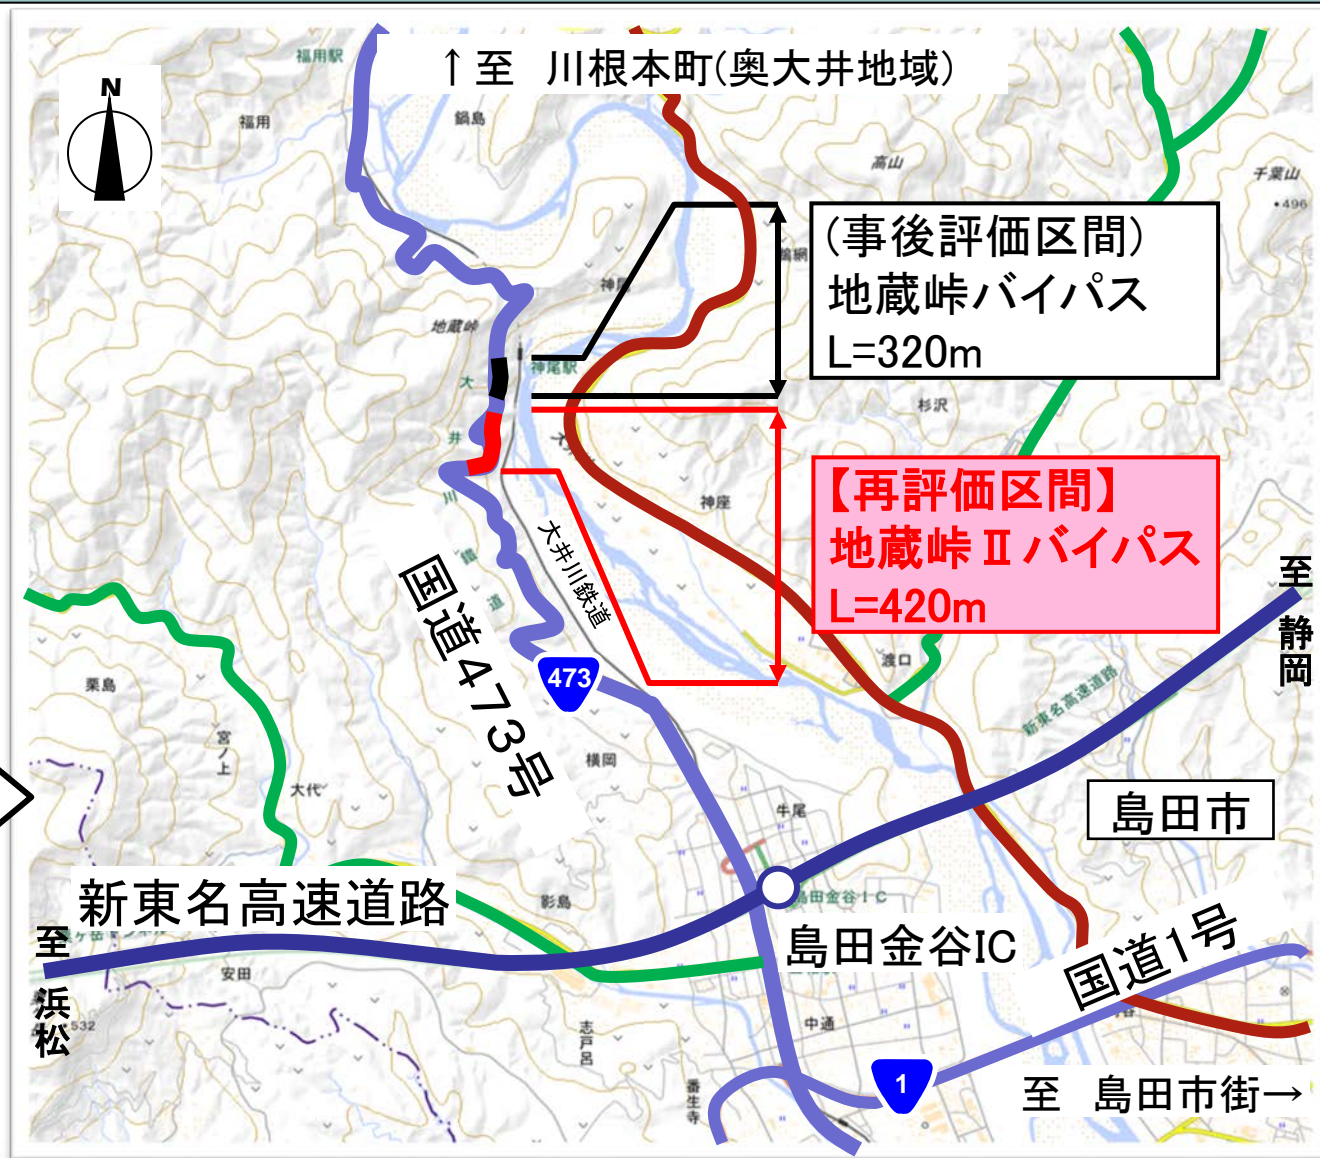 ↑至 川根本町(奥大井地域)
N
福用駅
福用
鍋島
高山
千葉山
・496
(事後評価区間)
地蔵峠バイパス
L=320m
神尾
地蔵峠
神尾駅
大井川鐵道
杉沢
【再評価区間】
地蔵峠Ⅱバイパス
L=420m
神座
大井川鉄道
国道473号
473
至 静岡
渡口
新東名高速道路
栗島
宮ノ上
大代
横岡
牛尾
島田市
新東名高速道路
影島
島田金谷IC
島田金谷IC
国道1号
至 浜松
安田
532
志戸呂
中通
番生寺
1
至 島田市街→